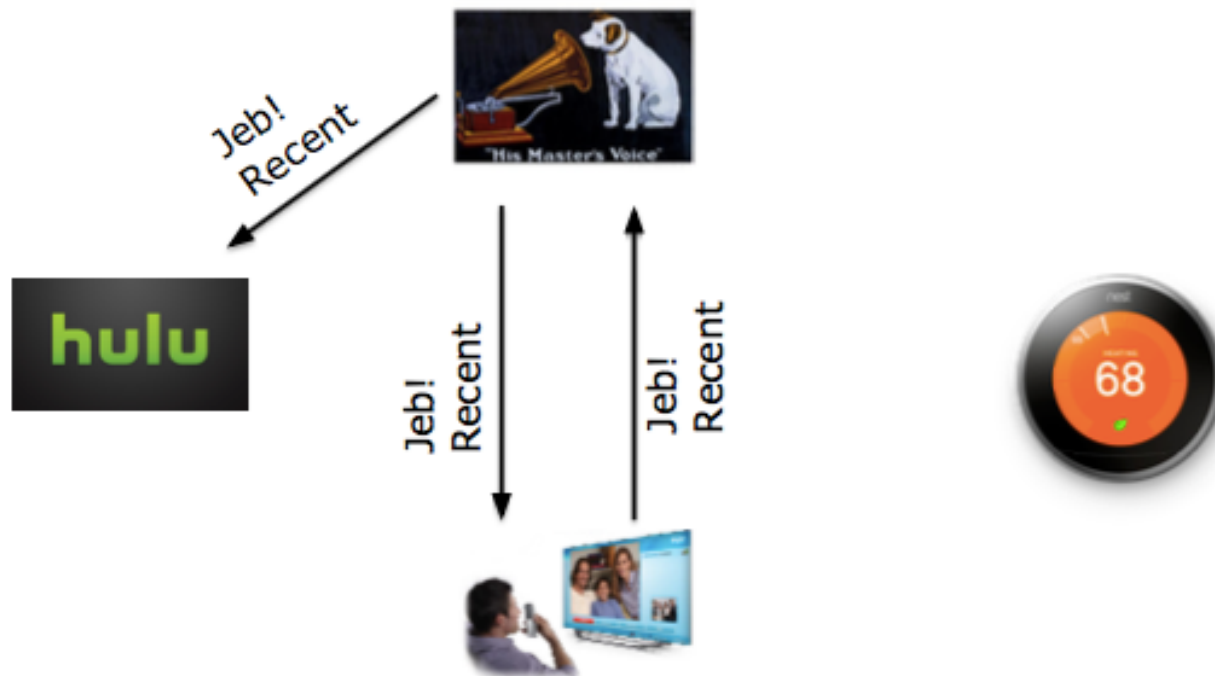 "His Master's Voice"
Jeb!
Recent
hulu
Jeb!
Recent
Jeb!
Recent
nest
HEATING
68